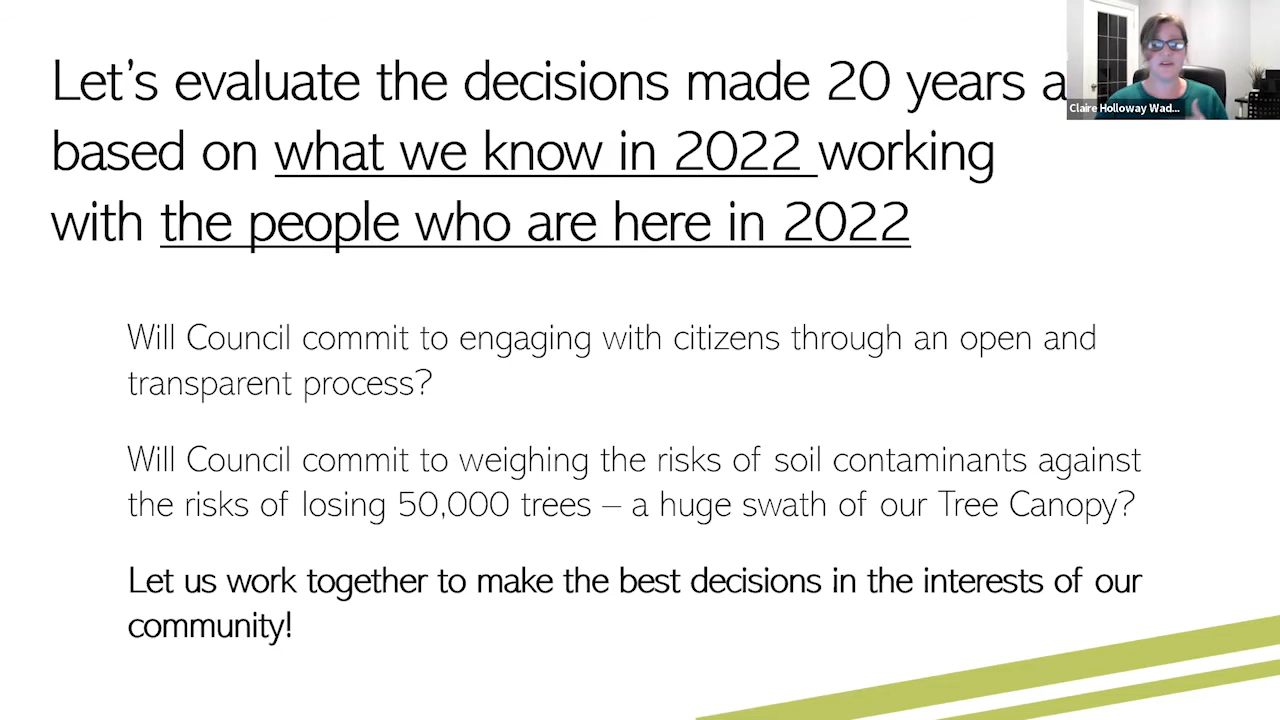 Let's evaluate the decisions made 20 years a
based on what we know in 2022 working
with the people who are here in 2022
Claire Holloway Wad...
Will Council commit to engaging with citizens through an open and
transparent process?
Will Council commit to weighing the risks of soil contaminants against
the risks of losing 50,000 trees – a huge swath of our Tree Canopy?
Let us work together to make the best decisions in the interests of our
community!